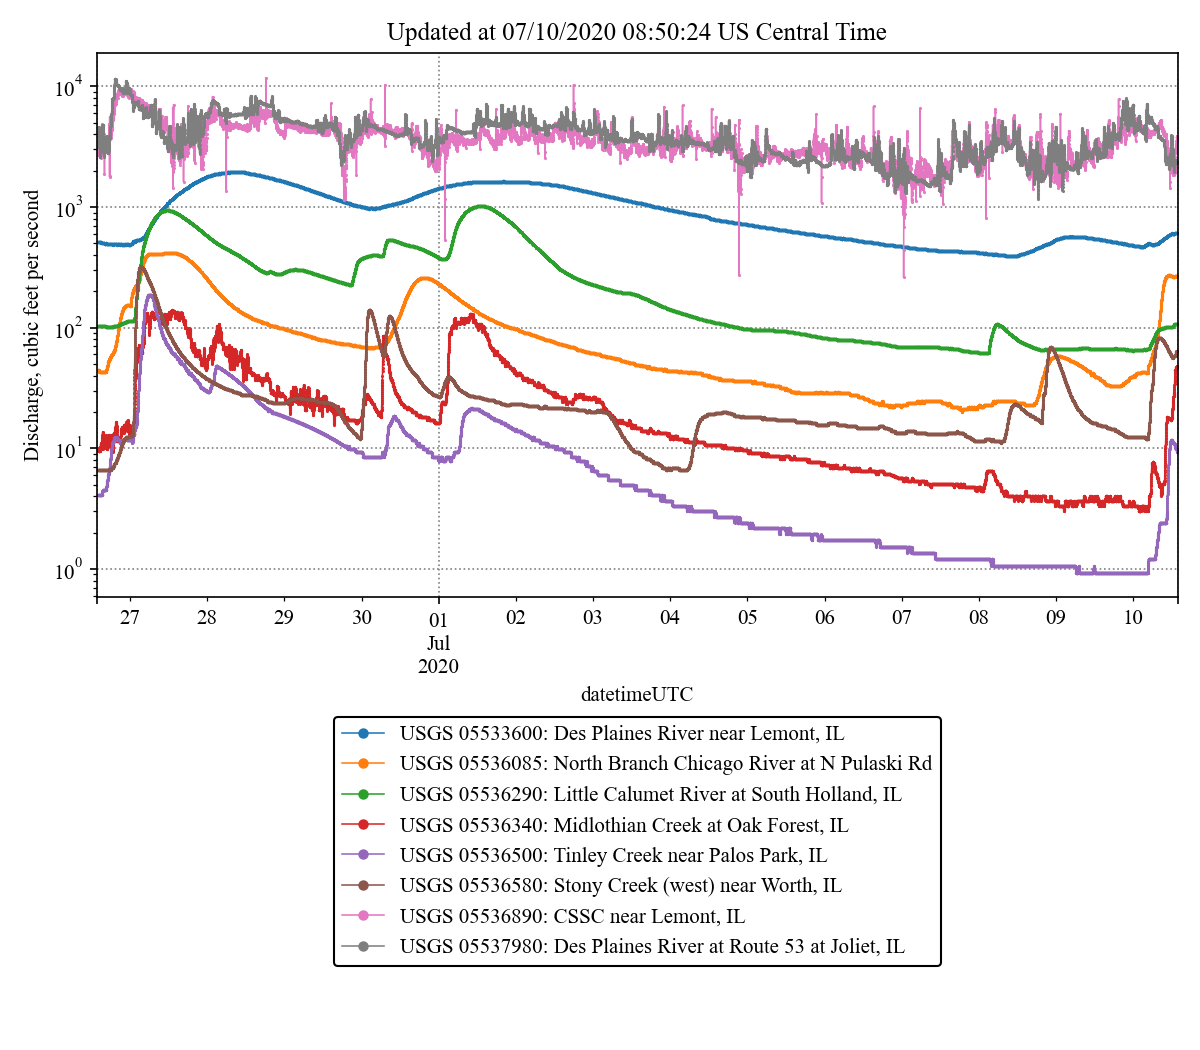 Updated at 07/10/2020 08:50:24 US Central Time
Discharge, cubic feet per second
10^4
10^3
10^2
10^1
10^0
27 28 29 30 01 02 03 04 05 06 07 08 09 10
Jul
2020
datetimeUTC
USGS 05533600: Des Plaines River near Lemont, IL
USGS 05536085: North Branch Chicago River at N Pulaski Rd
USGS 05536290: Little Calumet River at South Holland, IL
USGS 05536340: Midlothian Creek at Oak Forest, IL
USGS 05536500: Tinley Creek near Palos Park, IL
USGS 05536580: Stony Creek (west) near Worth, IL
USGS 05536890: CSSC near Lemont, IL
USGS 05537980: Des Plaines River at Route 53 at Joliet, IL